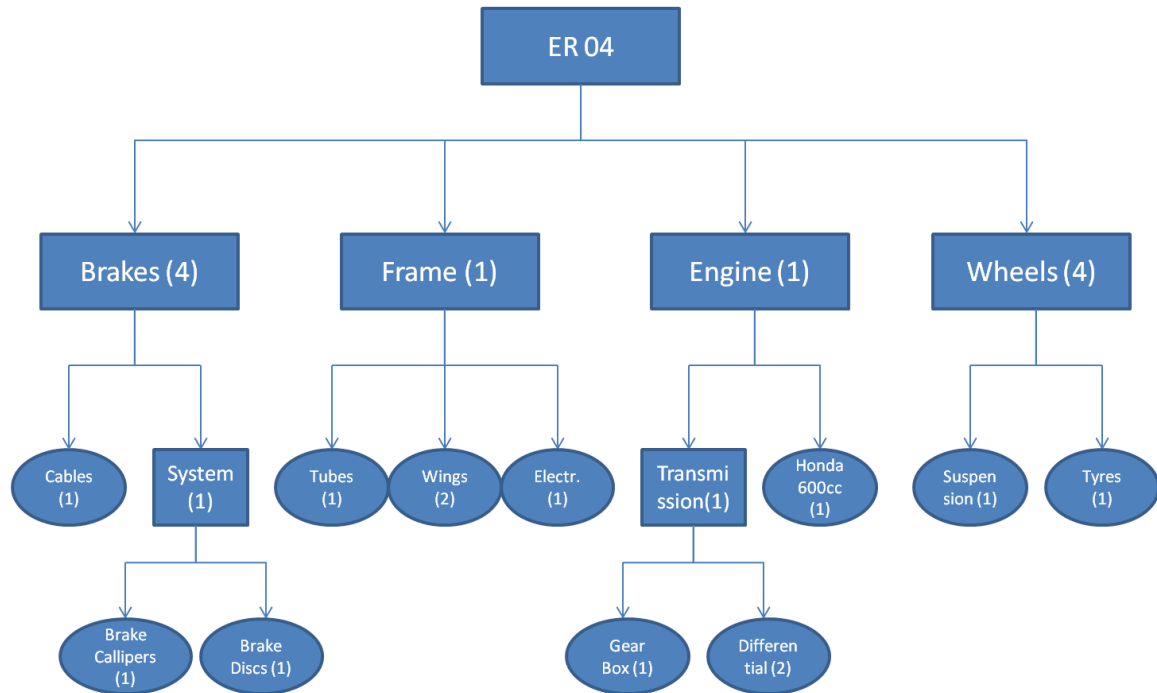 ER 04
Brakes (4)
Frame (1)
Engine (1)
Wheels (4)
Cables
(1)
System
(1)
Tubes
(1)
Wings
(2)
Electr.
(1)
Transmi
ssion(1)
Honda
600cc
(1)
Suspen
sion (1)
Tyres
(1)
Brake
Callipers
(1)
Brake
Discs (1)
Gear
Box (1)
Differen
tial (2)